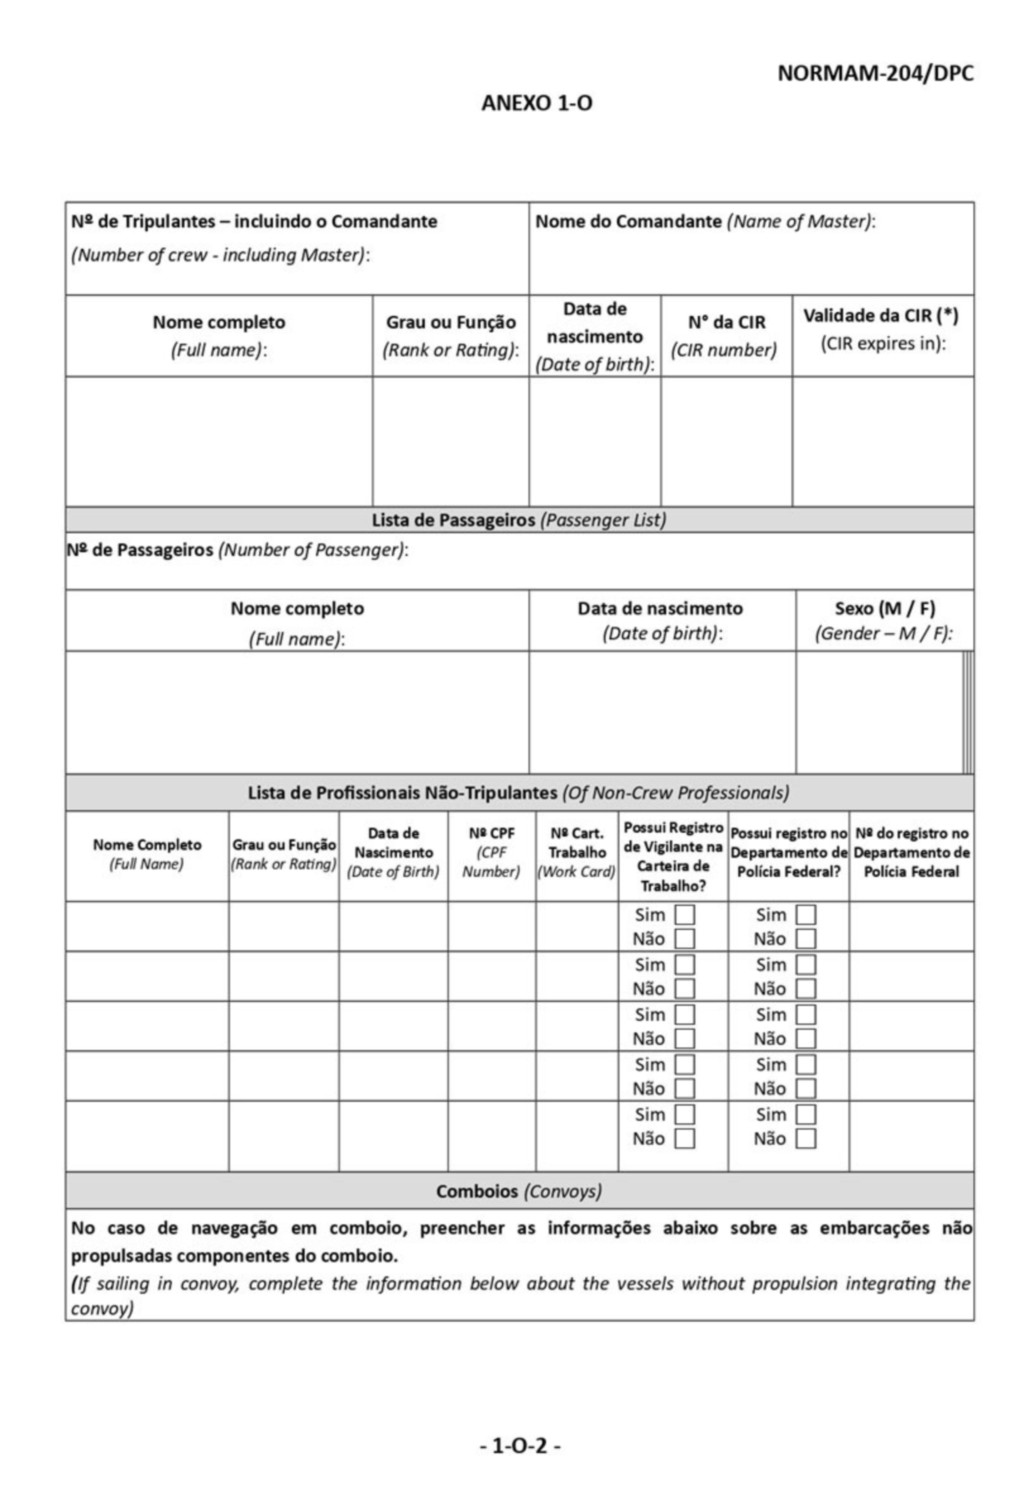 NORMAM-204/DPC
ANEXO 1-O
Nº de Tripulantes – incluindo o Comandante
(Number of crew - including Master):
Nome do Comandante (Name of Master):
Nome completo
(Full name):
Grau ou Função
(Rank or Rating):
Data de
nascimento
(Date of birth):
N° da CIR
(CIR number)
Validade da CIR (*)
(CIR expires in):
Lista de Passageiros (Passenger List)
Nº de Passageiros (Number of Passenger):
Nome completo
(Full name):
Data de nascimento
(Date of birth):
Sexo (M / F)
(Gender – M / F):
Lista de Profissionais Não-Tripulantes (Of Non-Crew Professionals)
Nome Completo
(Full Name)
Grau ou Função
(Rank or Rating)
Data de
Nascimento
(Date of Birth)
Nº CPF
(CPF
Number)
Nº Cart.
Trabalho
(Work Card)
Possui Registro
de Vigilante na
Carteira de
Trabalho?
Possui registro no
Departamento de
Polícia Federal?
Nº do registro no
Departamento de
Polícia Federal
Sim
Não
Sim
Não
Sim
Não
Sim
Não
Sim
Não
Sim
Não
Sim
Não
Sim
Não
Sim
Não
Sim
Não
Comboios (Convoys)
No caso de navegação em comboio, preencher as informações abaixo sobre as embarcações não
propulsadas componentes do comboio.
(If sailing in convoy, complete the information below about the vessels without propulsion integrating the
convoy)
- 1-O-2 -